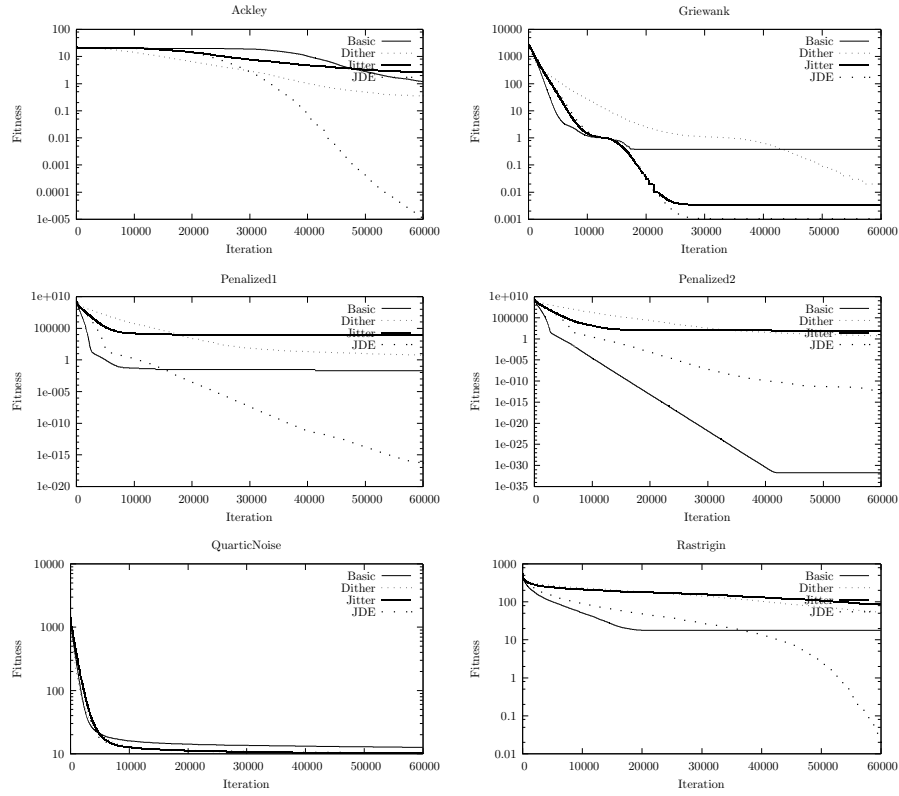 Ackley
Fitness
100
10
1
0.1
0.01
0.001
0.0001
1e-005
0 10000 20000 30000 40000 50000 60000
Iteration
Basic
Dither
Jitter
JDE
Griewank
Fitness
10000
1000
100
10
1
0.1
0.01
0.001
0 10000 20000 30000 40000 50000 60000
Iteration
Basic
Dither
Jitter
JDE
Penalized1
Fitness
1e+010
100000
1
1e-005
1e-010
1e-015
1e-020
0 10000 20000 30000 40000 50000 60000
Iteration
Basic
Dither
Jitter
JDE
Penalized2
Fitness
1e+010
100000
1
1e-005
1e-010
1e-015
1e-020
1e-025
1e-030
1e-035
0 10000 20000 30000 40000 50000 60000
Iteration
Basic
Dither
Jitter
JDE
QuarticNoise
Fitness
10000
1000
100
10
0 10000 20000 30000 40000 50000 60000
Iteration
Basic
Dither
Jitter
JDE
Rastrigin
Fitness
1000
100
10
1
0.1
0.01
0 10000 20000 30000 40000 50000 60000
Iteration
Basic
Dither
Jitter
JDE